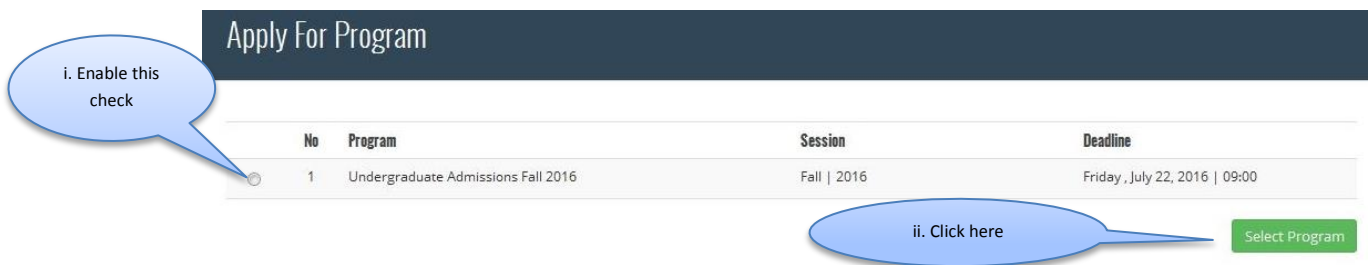 Apply For Program
i. Enable this
check
No Program Session Deadline
1 Undergraduate Admissions Fall 2016 Fall | 2016 Friday , July 22, 2016 | 09:00
ii. Click here
Select Program